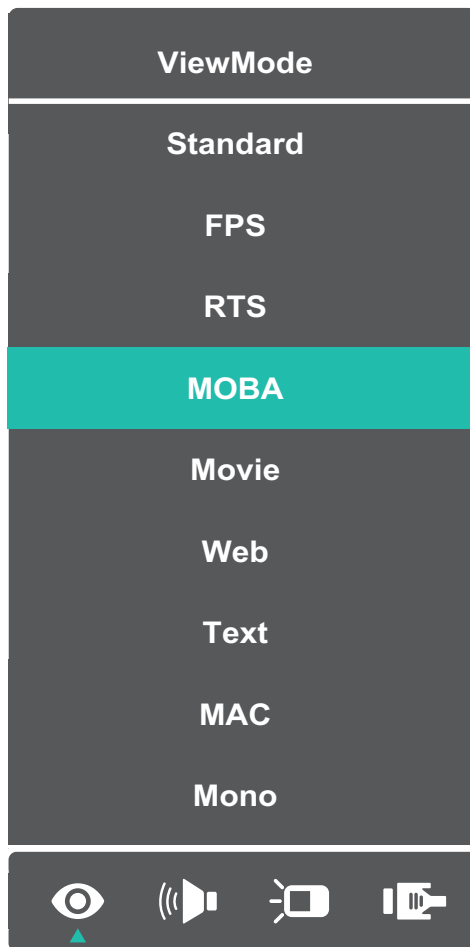 ViewMode
Standard
FPS
RTS
MOBA
Movie
Web
Text
MAC
Mono